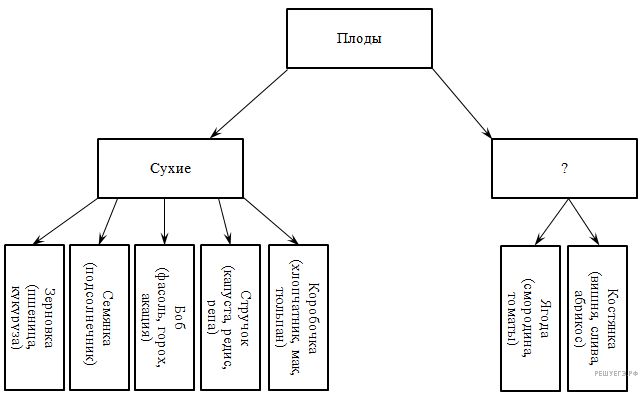 Плоды
Сухие
?
Зерновка
(пшеница,
кукуруза)
Семянка
(подсолнечник)
Боб
(фасоль, горох,
акация)
Стручок
(капуста, редис,
репа)
Коробочка
(хлопчатник, мак,
тюльпан)
Ягода
(смородина,
томаты)
Костянка
(вишня, слива,
абрикос)
РЕШУЕГЭ.РФ